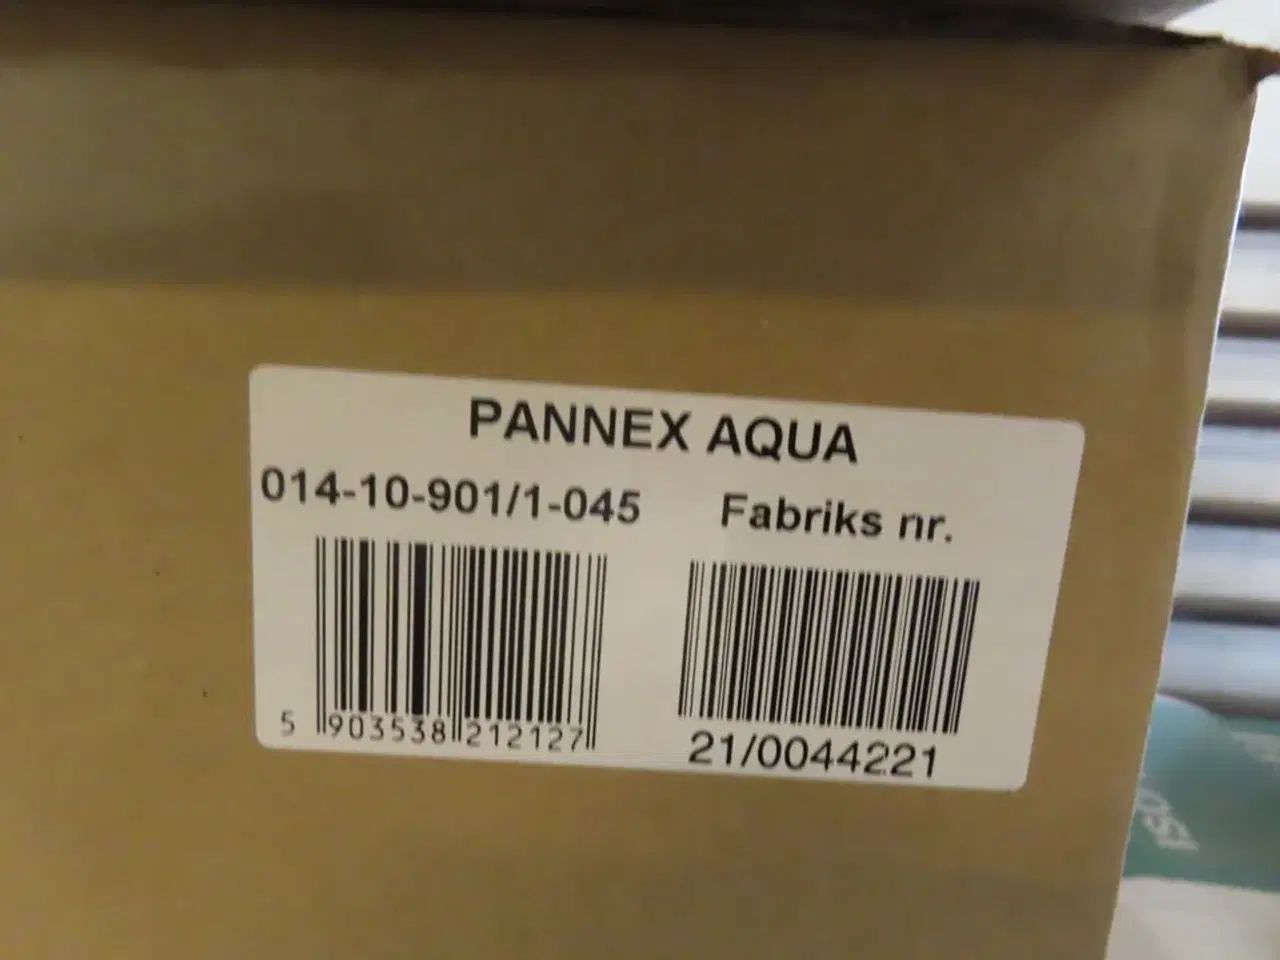 PANNEX AQUA
014-10-901/1-045 Fabriks nr.
5 903538 212127
21/0044221